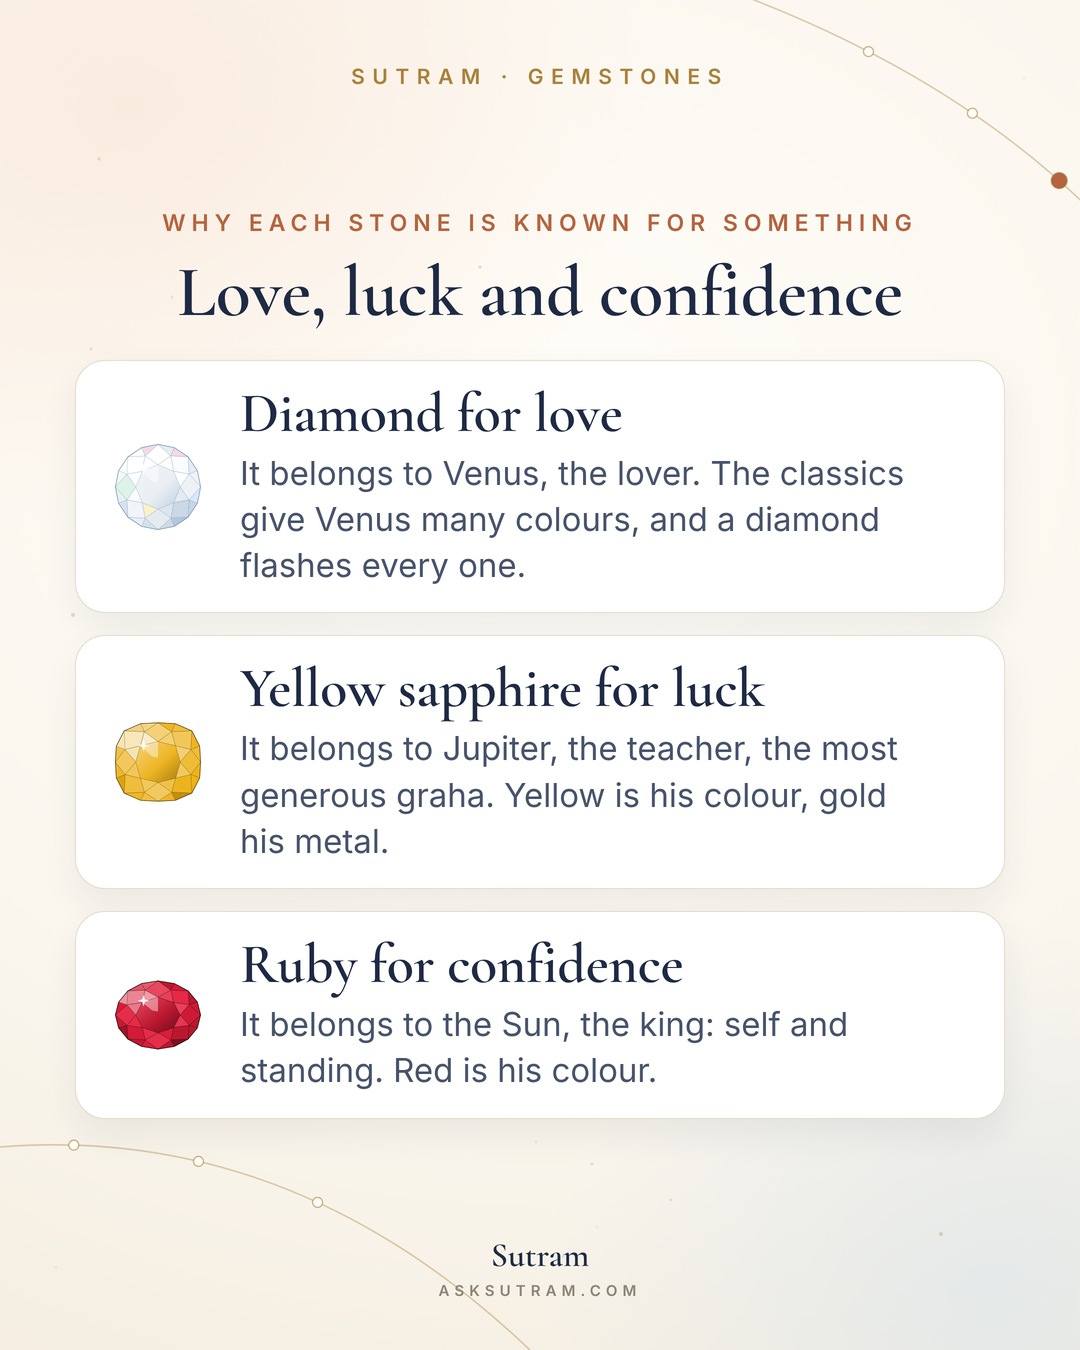 SUTRAM · GEMSTONES
WHY EACH STONE IS KNOWN FOR SOMETHING
Love, luck and confidence
Diamond for love
It belongs to Venus, the lover. The classics
give Venus many colours, and a diamond
flashes every one.
Yellow sapphire for luck
It belongs to Jupiter, the teacher, the most
generous graha. Yellow is his colour, gold
his metal.
Ruby for confidence
It belongs to the Sun, the king: self and
standing. Red is his colour.
Sutram
ASKSUTRAM.COM